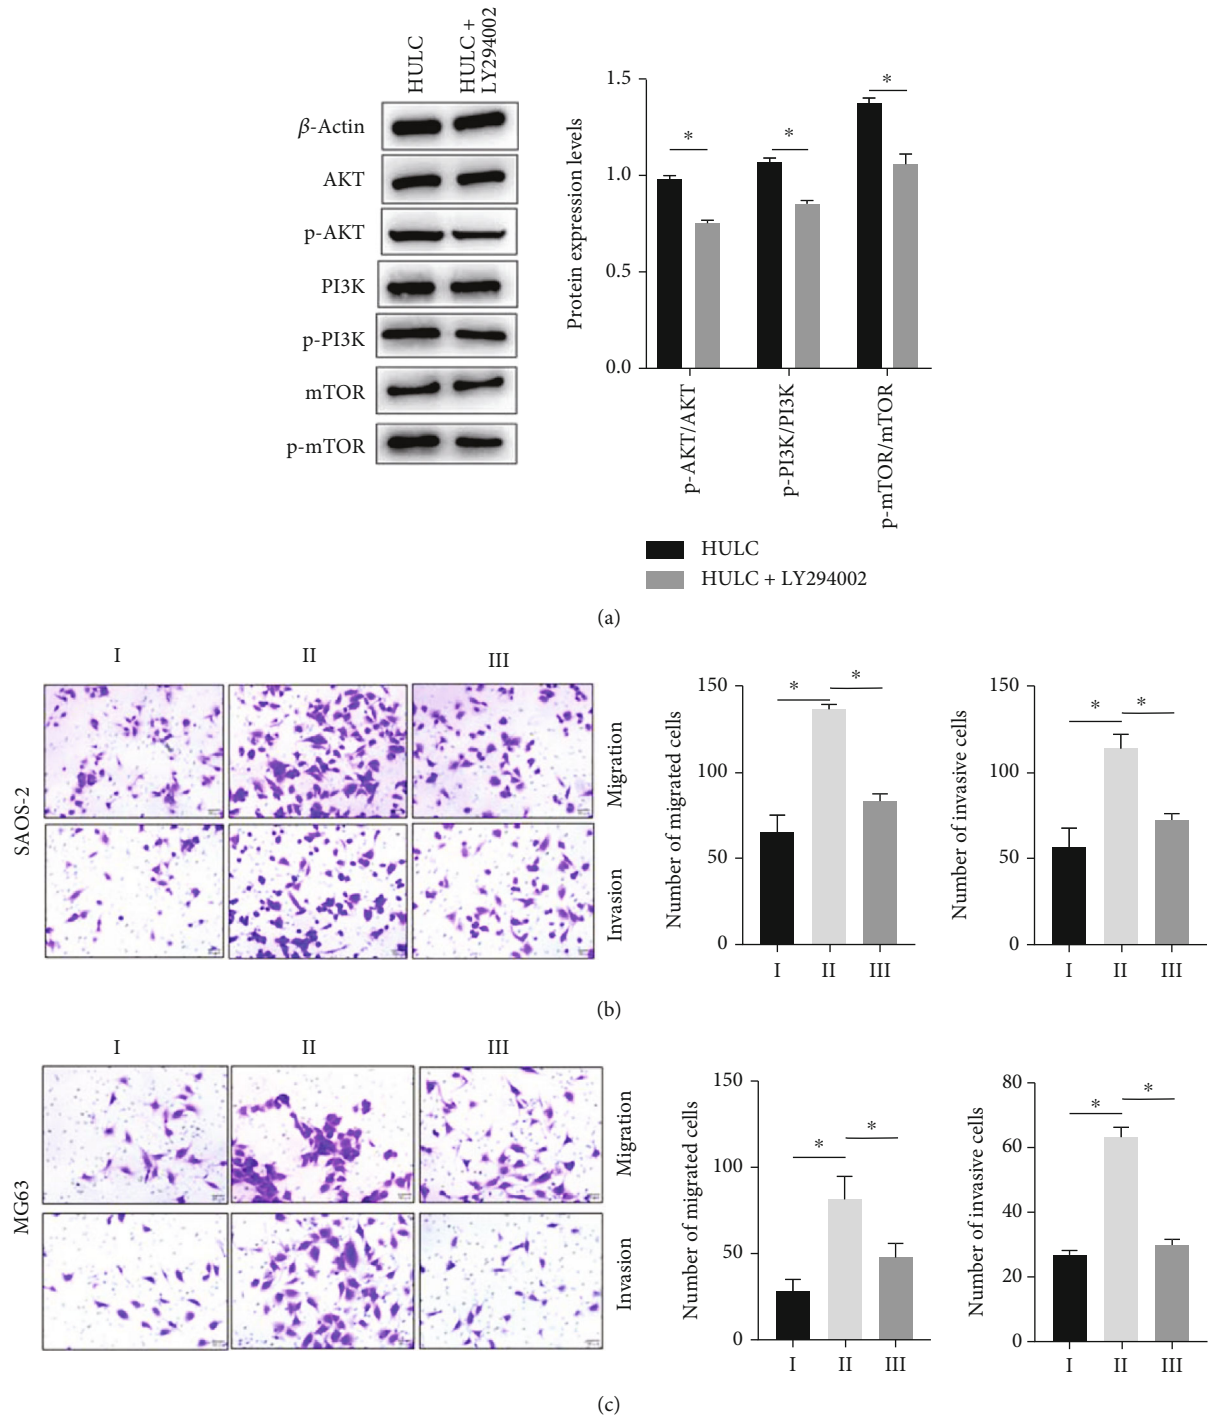 HULC
HULC +
LY294002
β-Actin
AKT
p-AKT
PI3K
p-PI3K
mTOR
p-mTOR
Protein expression levels
1.5
1.0
0.5
0.0
*
*
*
p-AKT/AKT
p-PI3K/PI3K
p-mTOR/mTOR
HULC
HULC + LY294002
(a)
I
II
III
SAOS-2
Migration
Invasion
Number of migrated cells
150
100
50
0
*
*
I
II
III
Number of invasive cells
150
100
50
0
*
*
I
II
III
(b)
I
II
III
MG63
Migration
Invasion
Number of migrated cells
150
100
50
0
*
*
I
II
III
Number of invasive cells
80
60
40
20
0
*
*
I
II
III
(c)